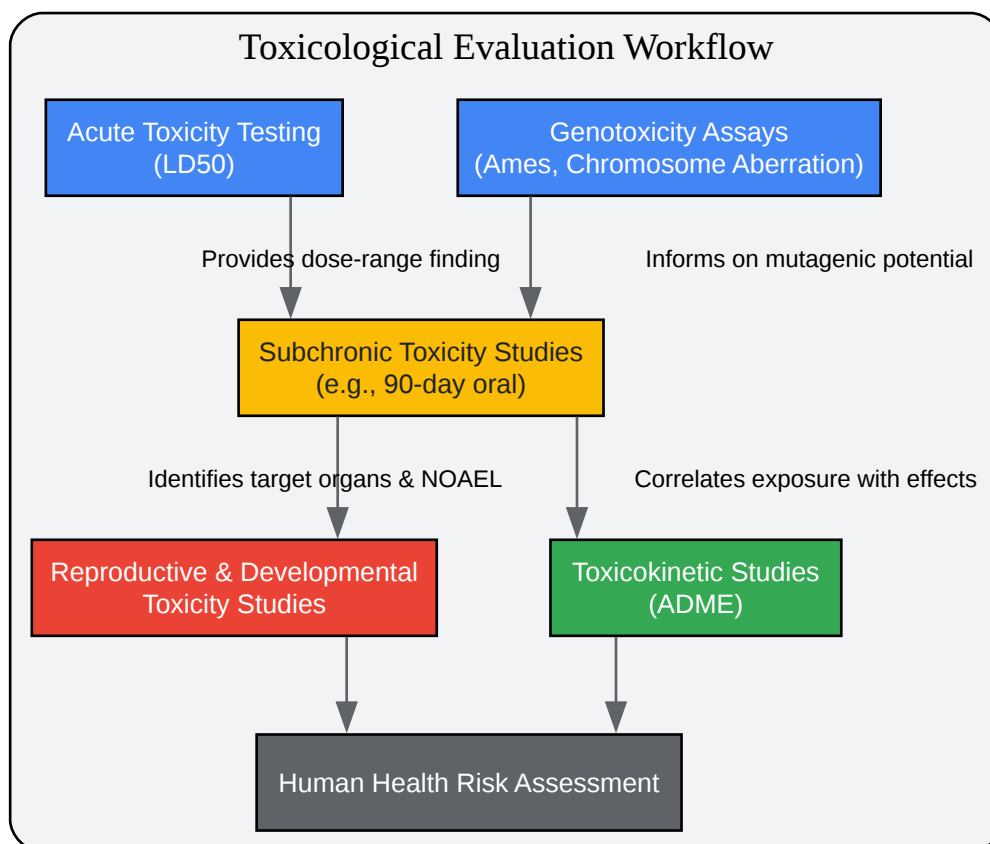 Toxicological Evaluation Workflow
Acute Toxicity Testing
(LD50)
Genotoxicity Assays
(Ames, Chromosome Aberration)
Provides dose-range finding
Informs on mutagenic potential
Subchronic Toxicity Studies
(e.g., 90-day oral)
Identifies target organs & NOAEL
Correlates exposure with effects
Reproductive & Developmental
Toxicity Studies
Toxicokinetic Studies
(ADME)
Human Health Risk Assessment